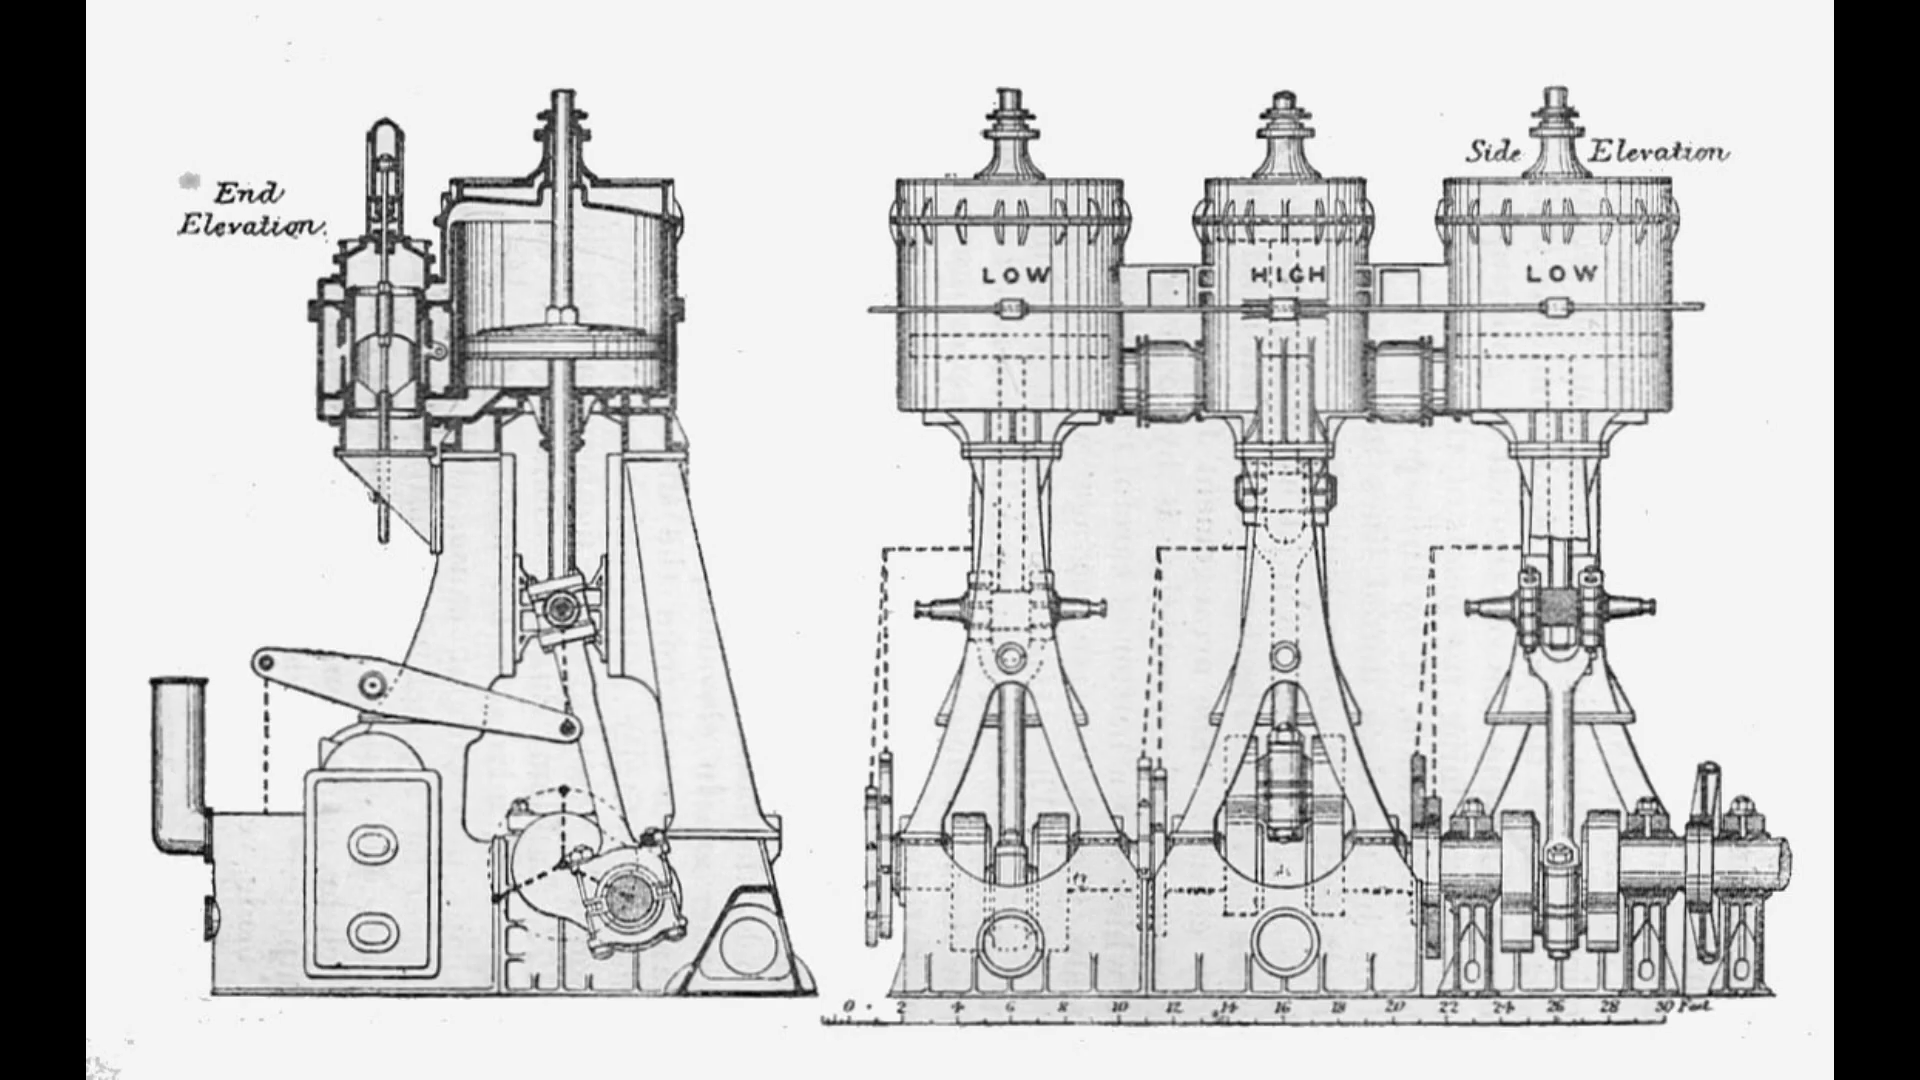 End
Elevation.
Side Elevation
LOW
HIGH
LOW
0 2 4 6 8 10 12 14 16 18 20 22 24 26 28 30 Feet